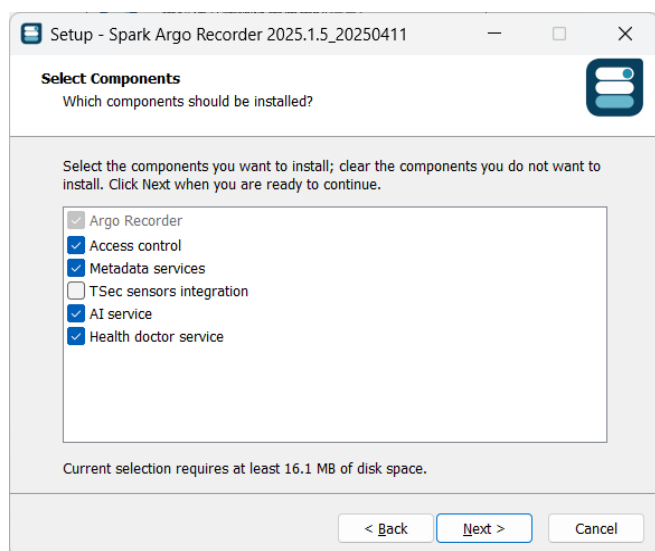 Setup - Spark Argo Recorder 2025.1.5_20250411
Select Components
Which components should be installed?
Select the components you want to install; clear the components you do not want to
install. Click Next when you are ready to continue.
Argo Recorder
Access control
Metadata services
TSec sensors integration
AI service
Health doctor service
Current selection requires at least 16.1 MB of disk space.
< Back
Next >
Cancel